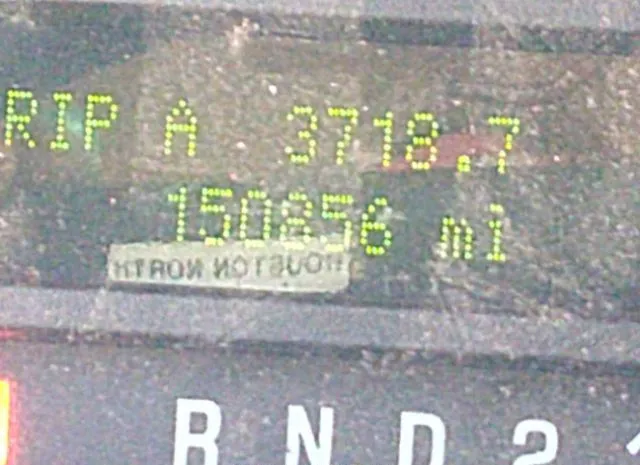 RIP A 3718.7
150856 mi
HOUSTON NORTH
R N D 2